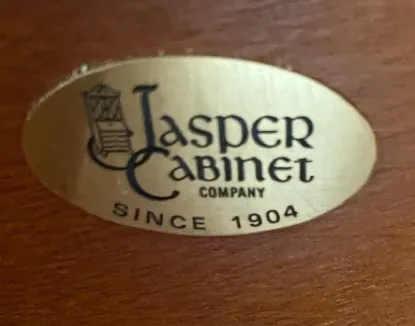 Jasper
Cabinet
COMPANY
SINCE 1904